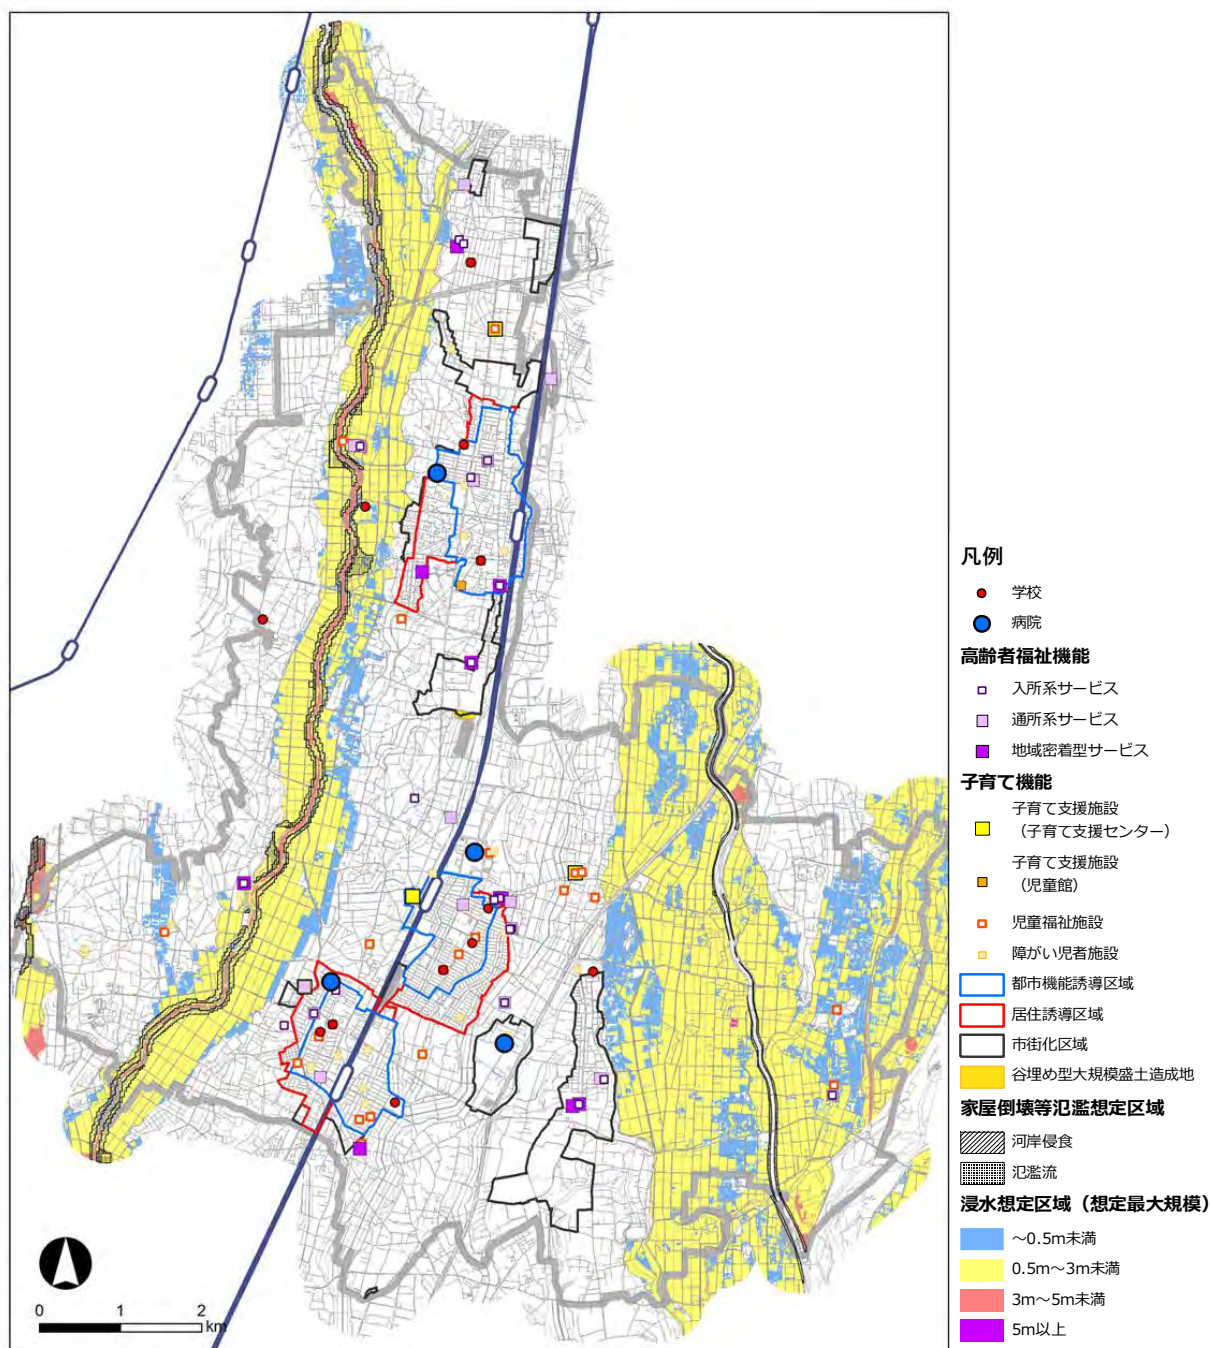 凡例
学校
病院
高齢者福祉機能
入所系サービス
通所系サービス
地域密着型サービス
子育て機能
子育て支援施設
（子育て支援センター）
子育て支援施設
（児童館）
児童福祉施設
障がい児者施設
都市機能誘導区域
居住誘導区域
市街化区域
谷埋め型大規模盛土造成地
家屋倒壊等氾濫想定区域
河岸侵食
氾濫流
浸水想定区域（想定最大規模）
～0.5m未満
0.5m～3m未満
3m～5m未満
5m以上
0 1 2
km